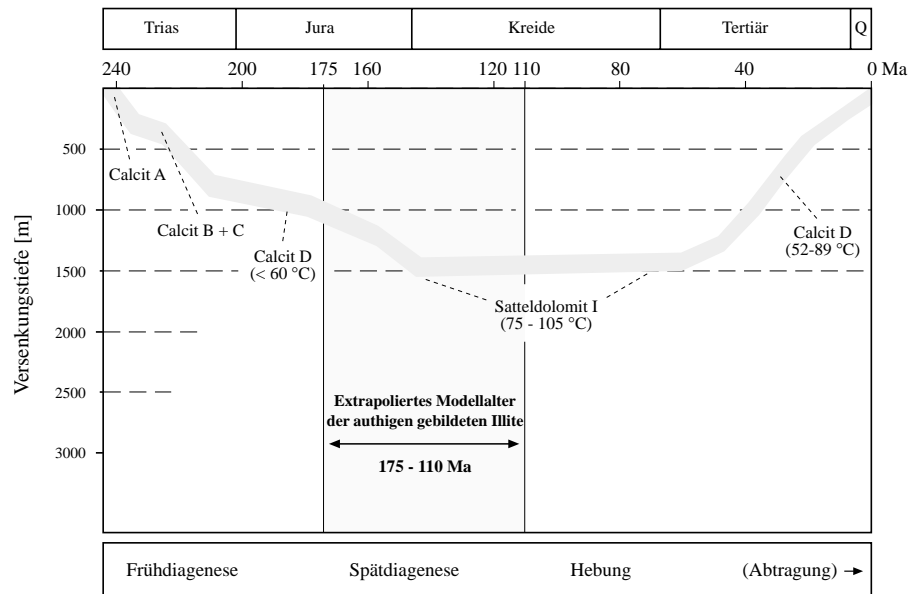 Trias Jura Kreide Tertiär Q
240 200 175 160 120 110 80 40 0 Ma
Versenkungstiefe [m]
500
1000
1500
2000
2500
3000
Calcit A
Calcit B + C
Calcit D
(< 60 °C)
Calcit D
(52-89 °C)
Satteldolomit I
(75 - 105 °C)
Extrapoliertes Modellalter
der authigen gebildeten Illite
175 - 110 Ma
Frühdiagenese Spätdiagenese Hebung (Abtragung)